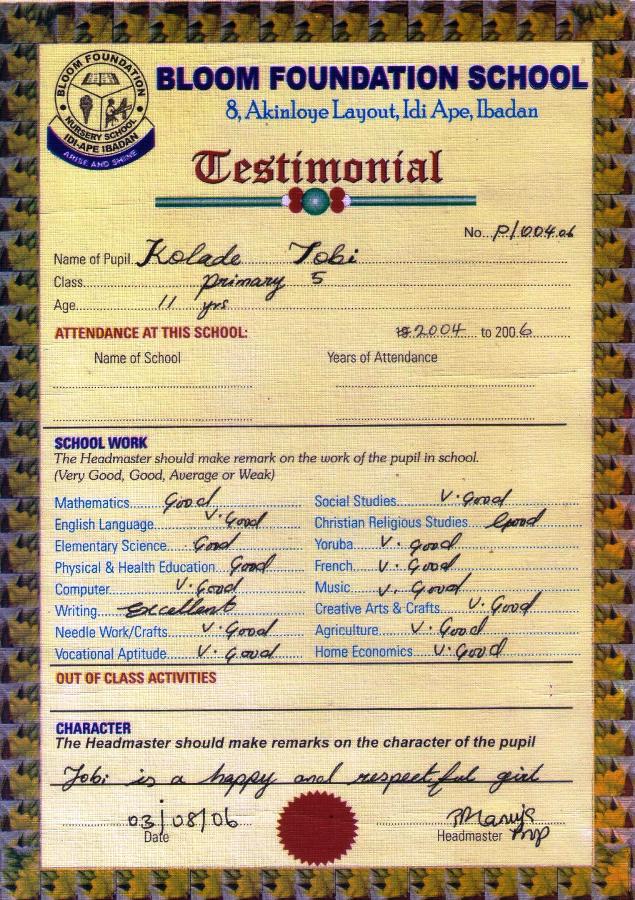 BLOOM FOUNDATION
NURSERY SCHOOL
IDI-APE IBADAN
ARISE AND SHINE
BLOOM FOUNDATION SCHOOL
8, Akinloye Layout, Idi Ape, Ibadan
Testimonial
No... P/004.06
Name of Pupil Kolade Tobi
Class primary 5
Age 11 yrs
ATTENDANCE AT THIS SCHOOL: 2004 to 2006
Name of School Years of Attendance
SCHOOL WORK
The Headmaster should make remark on the work of the pupil in school.
(Very Good, Good, Average or Weak)
Mathematics Good Social Studies V. Good
English Language V. Good Christian Religious Studies Good
Elementary Science Good Yoruba V. good
Physical & Health Education Good French V. Good
Computer V. Good Music V. Good
Writing Excellent Creative Arts & Crafts V. Good
Needle Work/Crafts V. Good Agriculture V. Good
Vocational Aptitude V. Good Home Economics V. Good
OUT OF CLASS ACTIVITIES
CHARACTER
The Headmaster should make remarks on the character of the pupil
Tobi is a happy and respectful girl
03/08/06
Date Headmaster